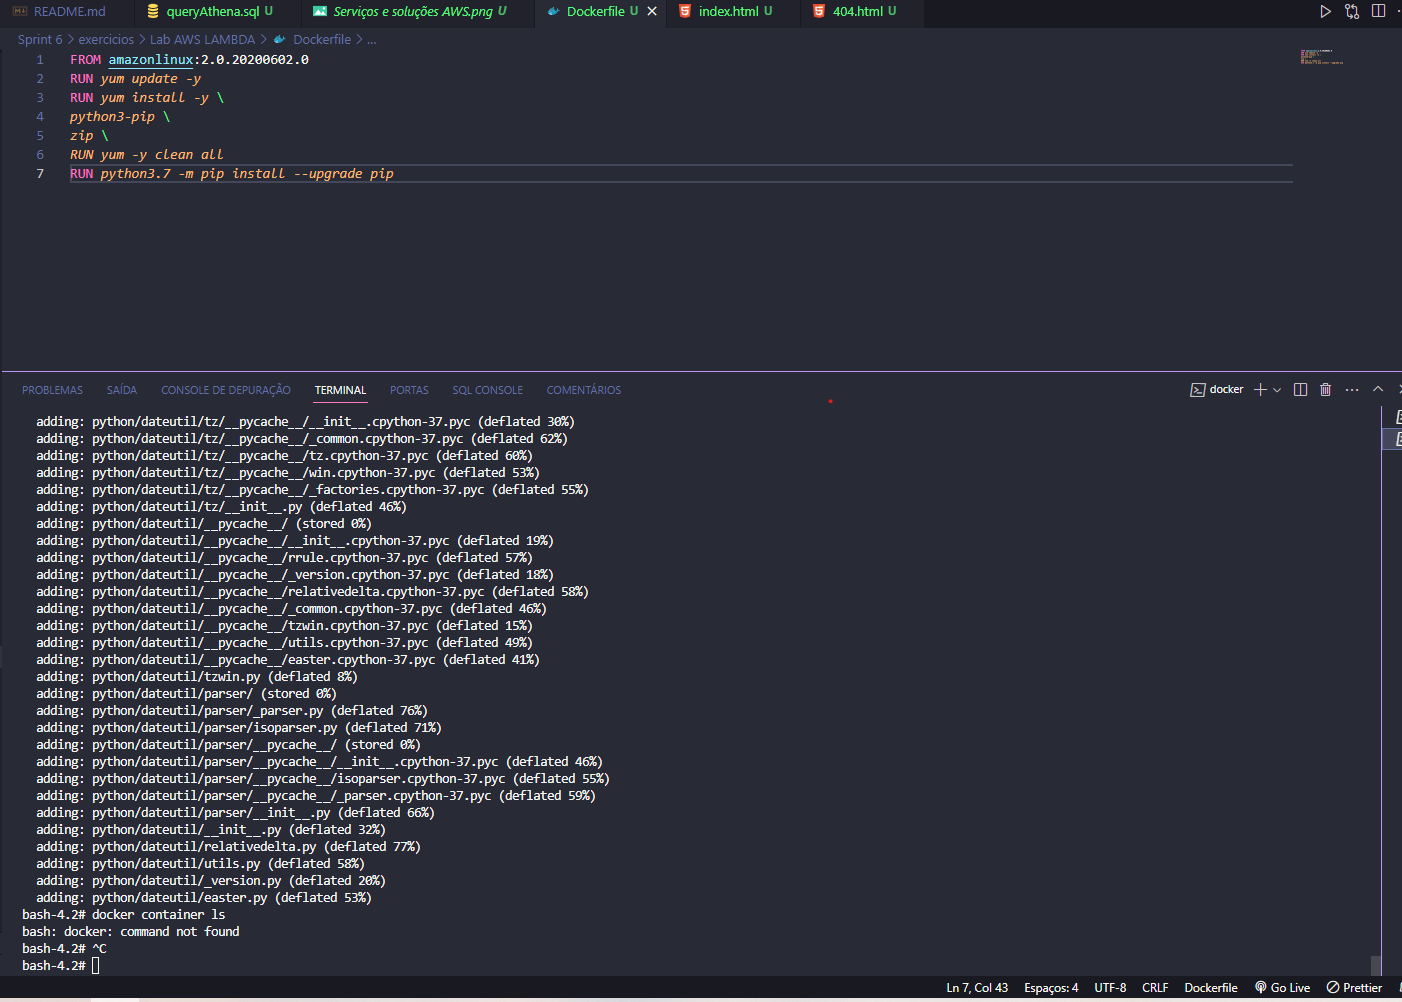 README.md queryAthena.sql U Serviços e soluções AWS.png U Dockerfile U index.html U 404.html U
Sprint 6 > exercicios > Lab AWS LAMBDA > Dockerfile > ...
1 FROM amazonlinux:2.0.20200602.0
2 RUN yum update -y
3 RUN yum install -y \
4 python3-pip \
5 zip \
6 RUN yum -y clean all
7 RUN python3.7 -m pip install --upgrade pip
PROBLEMAS SAÍDA CONSOLE DE DEPURAÇÃO TERMINAL PORTAS SQL CONSOLE COMENTÁRIOS docker
adding: python/dateutil/tz/__pycache__/__init__.cpython-37.pyc (deflated 30%)
adding: python/dateutil/tz/__pycache__/_common.cpython-37.pyc (deflated 62%)
adding: python/dateutil/tz/__pycache__/tz.cpython-37.pyc (deflated 60%)
adding: python/dateutil/tz/__pycache__/win.cpython-37.pyc (deflated 53%)
adding: python/dateutil/tz/__pycache__/_factories.cpython-37.pyc (deflated 55%)
adding: python/dateutil/tz/__init__.py (deflated 46%)
adding: python/dateutil/__pycache__/ (stored 0%)
adding: python/dateutil/__pycache__/__init__.cpython-37.pyc (deflated 19%)
adding: python/dateutil/__pycache__/rrule.cpython-37.pyc (deflated 57%)
adding: python/dateutil/__pycache__/_version.cpython-37.pyc (deflated 18%)
adding: python/dateutil/__pycache__/relativedelta.cpython-37.pyc (deflated 58%)
adding: python/dateutil/__pycache__/_common.cpython-37.pyc (deflated 46%)
adding: python/dateutil/__pycache__/tzwin.cpython-37.pyc (deflated 15%)
adding: python/dateutil/__pycache__/utils.cpython-37.pyc (deflated 49%)
adding: python/dateutil/__pycache__/easter.cpython-37.pyc (deflated 41%)
adding: python/dateutil/tzwin.py (deflated 8%)
adding: python/dateutil/parser/ (stored 0%)
adding: python/dateutil/parser/_parser.py (deflated 76%)
adding: python/dateutil/parser/isoparser.py (deflated 71%)
adding: python/dateutil/parser/__pycache__/ (stored 0%)
adding: python/dateutil/parser/__pycache__/__init__.cpython-37.pyc (deflated 46%)
adding: python/dateutil/parser/__pycache__/isoparser.cpython-37.pyc (deflated 55%)
adding: python/dateutil/parser/__pycache__/_parser.cpython-37.pyc (deflated 59%)
adding: python/dateutil/parser/__init__.py (deflated 66%)
adding: python/dateutil/__init__.py (deflated 32%)
adding: python/dateutil/relativedelta.py (deflated 77%)
adding: python/dateutil/utils.py (deflated 58%)
adding: python/dateutil/_version.py (deflated 20%)
adding: python/dateutil/easter.py (deflated 53%)
bash-4.2# docker container ls
bash: docker: command not found
bash-4.2# ^C
bash-4.2#
Ln 7, Col 43 Espaços: 4 UTF-8 CRLF Dockerfile Go Live Prettier